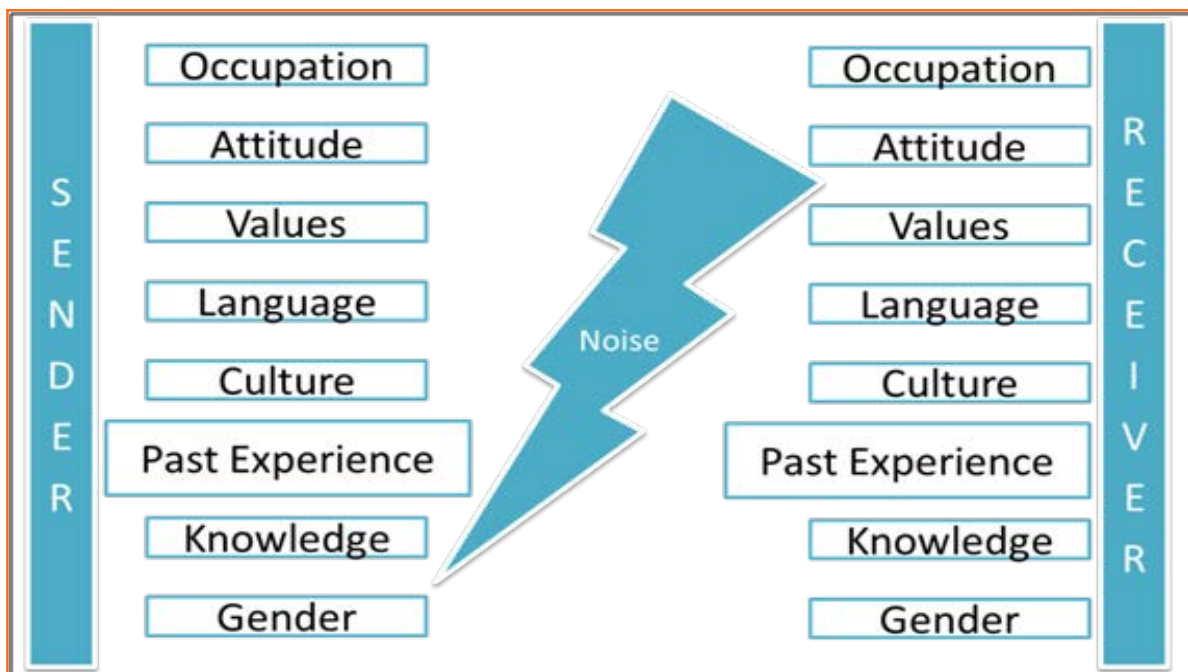 SENDER
Occupation
Attitude
Values
Language
Culture
Past Experience
Knowledge
Gender
Noise
Occupation
Attitude
Values
Language
Culture
Past Experience
Knowledge
Gender
RECEIVER